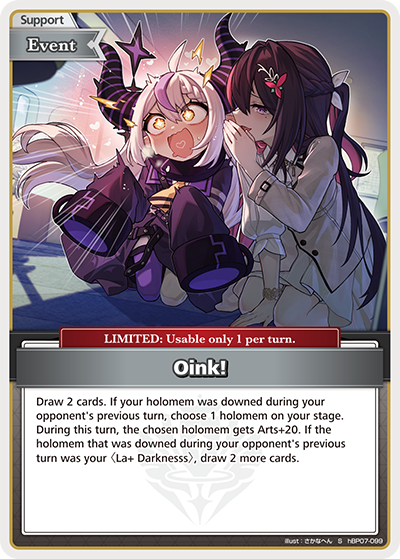 Support
Event
LIMITED: Usable only 1 per turn.
Oink!
Draw 2 cards. If your holomem was downed during your
opponent's previous turn, choose 1 holomem on your stage.
During this turn, the chosen holomem gets Arts+20. If the
holomem that was downed during your opponent's previous
turn was your 〈La+ Darknesss〉, draw 2 more cards.
illust：さかなへん S hBP07-099